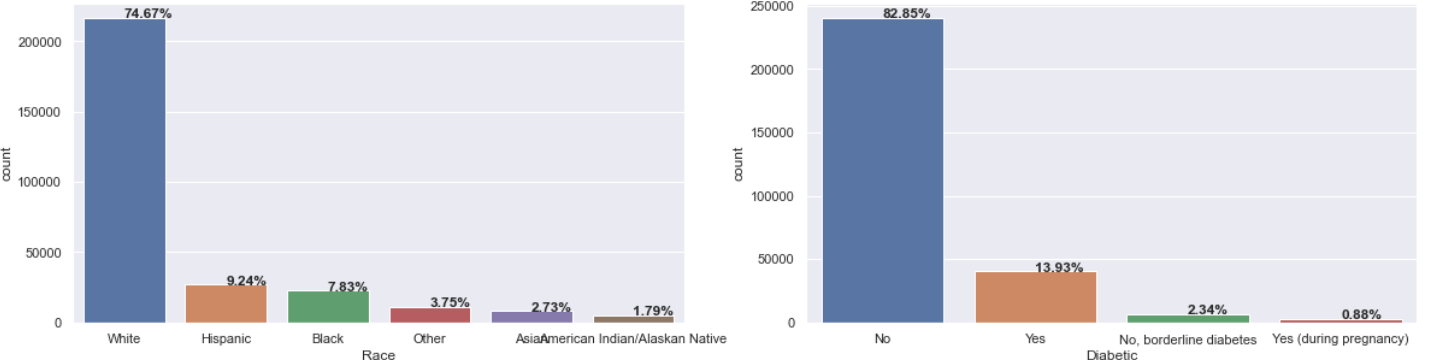 74.67%
200000
150000
100000
50000
0
count
9.24%
7.83%
3.75%
2.73%
1.79%
White
Hispanic
Black
Other
Asian
American Indian/Alaskan Native
Race
82.85%
250000
200000
150000
100000
50000
0
count
13.93%
2.34%
0.88%
No
Yes
No, borderline diabetes
Yes (during pregnancy)
Diabetic